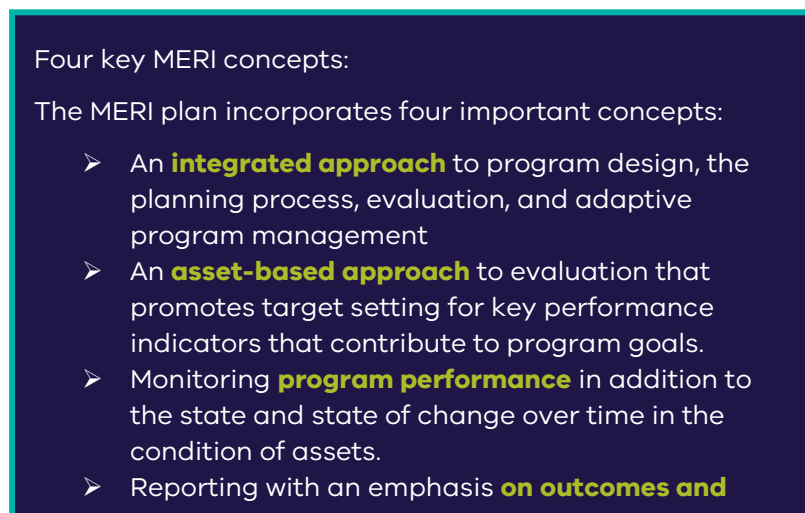 Four key MERI concepts:
The MERI plan incorporates four important concepts:
➢ An integrated approach to program design, the
planning process, evaluation, and adaptive
program management
➢ An asset-based approach to evaluation that
promotes target setting for key performance
indicators that contribute to program goals.
➢ Monitoring program performance in addition to
the state and state of change over time in the
condition of assets.
➢ Reporting with an emphasis on outcomes and